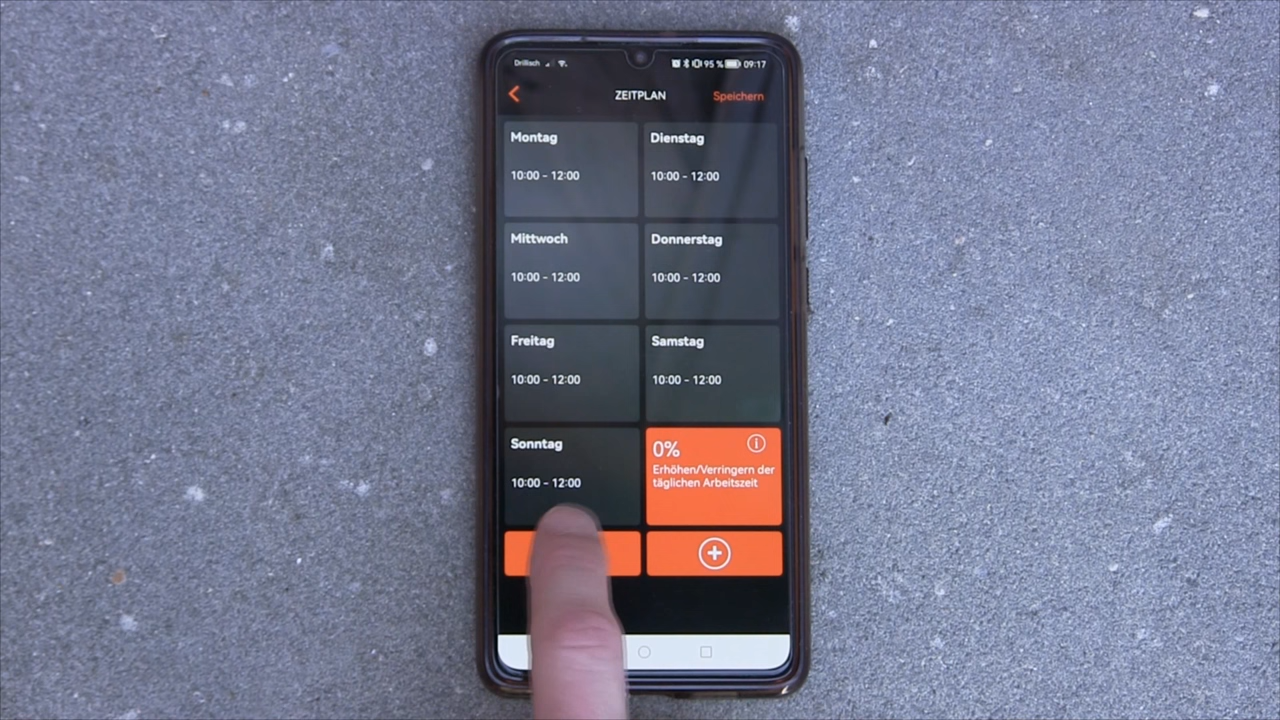 Drillisch 95 % 09:17
ZEITPLAN Speichern
Montag
10:00 - 12:00
Dienstag
10:00 - 12:00
Mittwoch
10:00 - 12:00
Donnerstag
10:00 - 12:00
Freitag
10:00 - 12:00
Samstag
10:00 - 12:00
Sonntag
10:00 - 12:00
0%
Erhöhen/Verringern der
täglichen Arbeitszeit